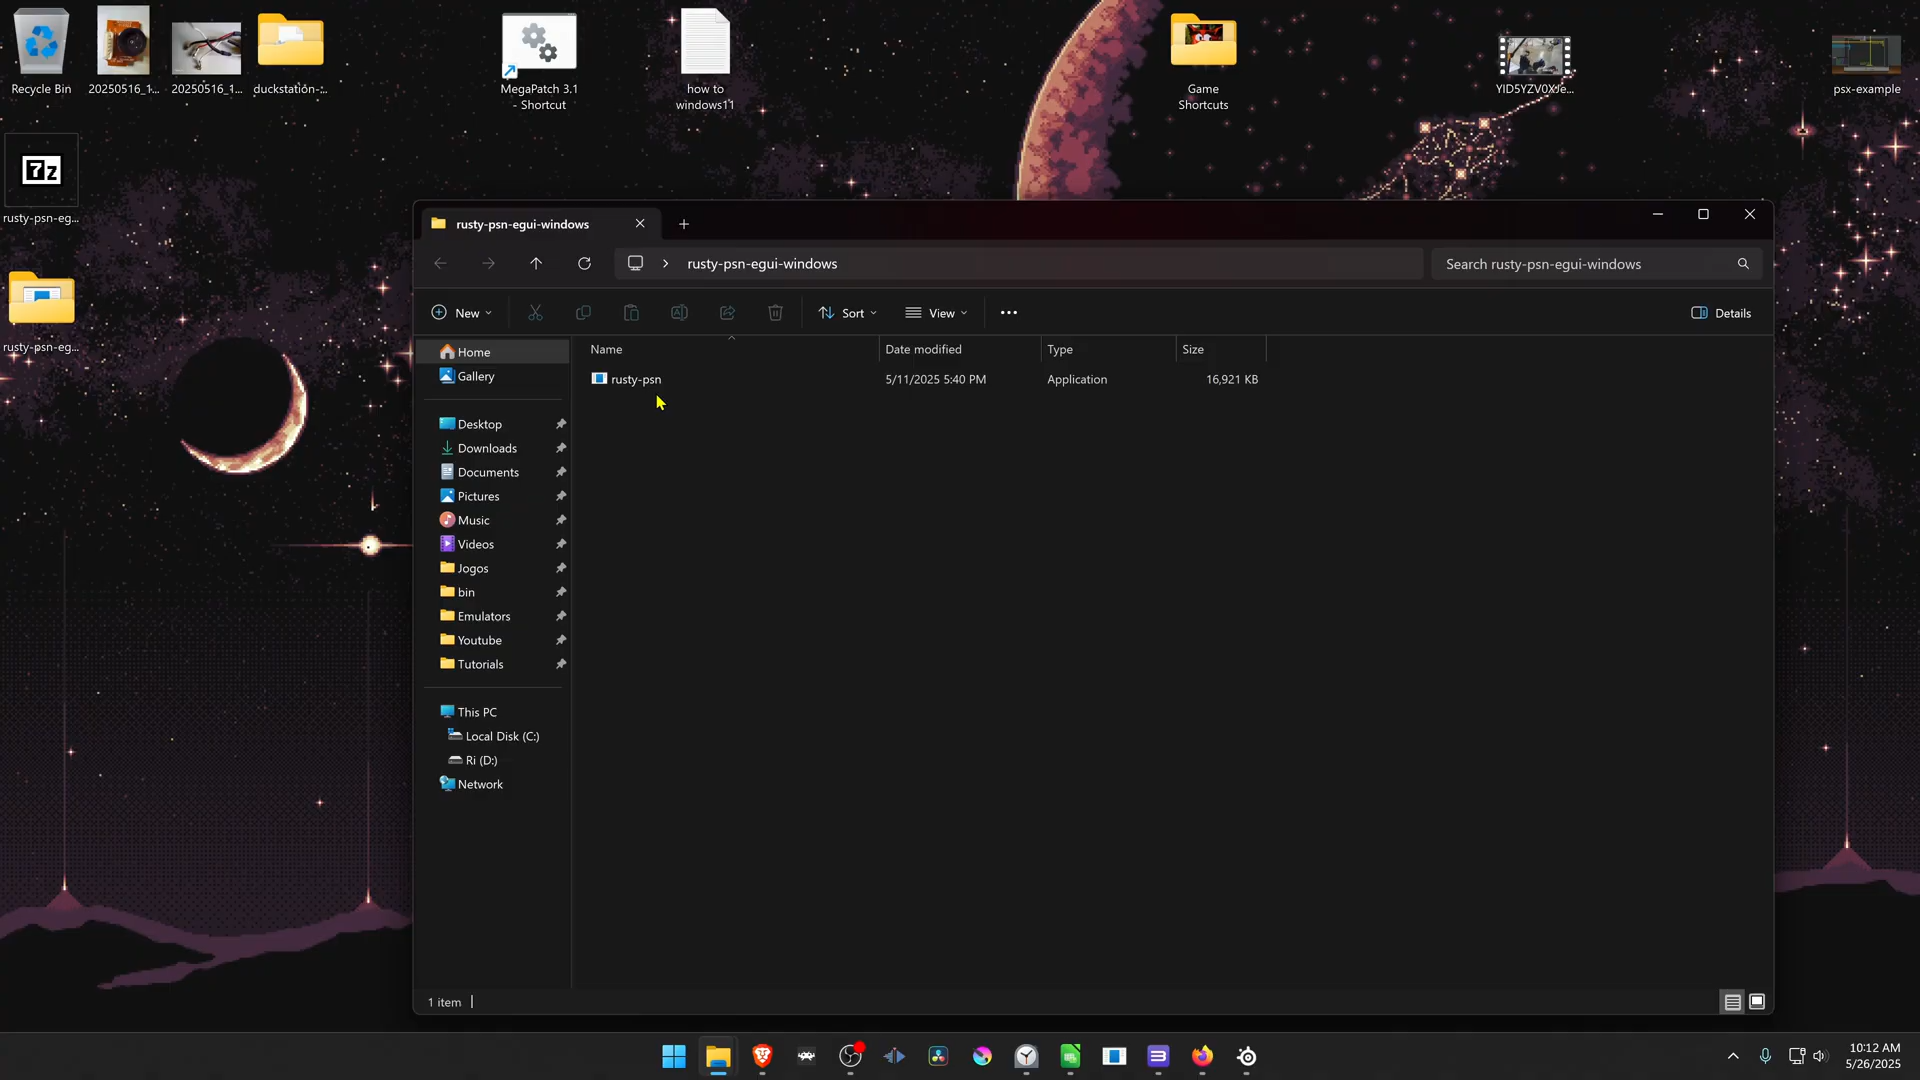 Recycle Bin
20250516_1...
20250516_1...
duckstation-...
MegaPatch 3.1
- Shortcut
how to
windows11
Game
Shortcuts
YID5YZV0XJe...
psx-example
7z
rusty-psn-eg...
rusty-psn-eg...
rusty-psn-egui-windows
rusty-psn-egui-windows
Search rusty-psn-egui-windows
New
Sort
View
Details
Home
Gallery
Desktop
Downloads
Documents
Pictures
Music
Videos
Jogos
bin
Emulators
Youtube
Tutorials
This PC
Local Disk (C:)
Ri (D:)
Network
Name Date modified Type Size
rusty-psn 5/11/2025 5:40 PM Application 16,921 KB
1 item
10:12 AM
5/26/2025